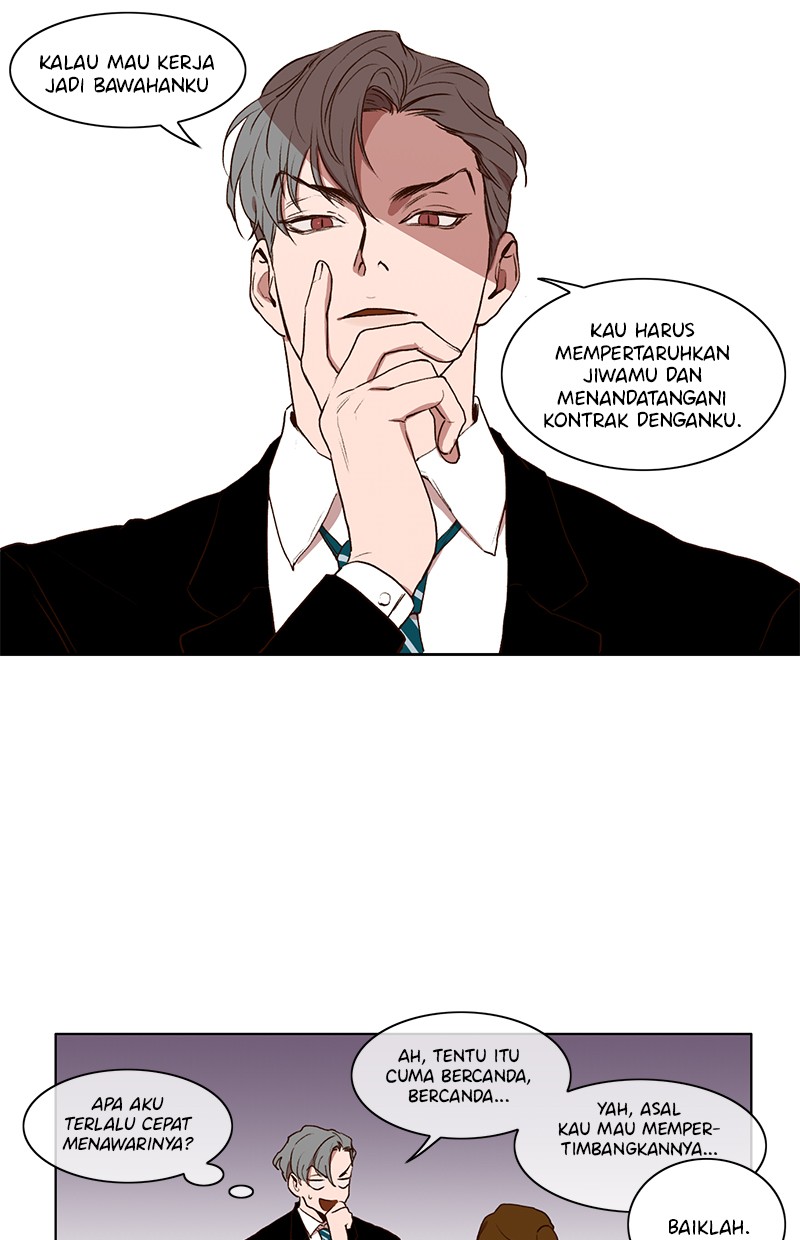 KALAU MAU KERJA
JADI BAWAHANKU
KAU HARUS
MEMPERTARUHKAN
JIWAMU DAN
MENANDATANGANI
KONTRAK DENGANKU.
APA AKU
TERLALU CEPAT
MENAWARINYA?
AH, TENTU ITU
CUMA BERCANDA,
BERCANDA...
YAH, ASAL
KAU MAU MEMPER-
TIMBANGKANNYA...
BAIKLAH.